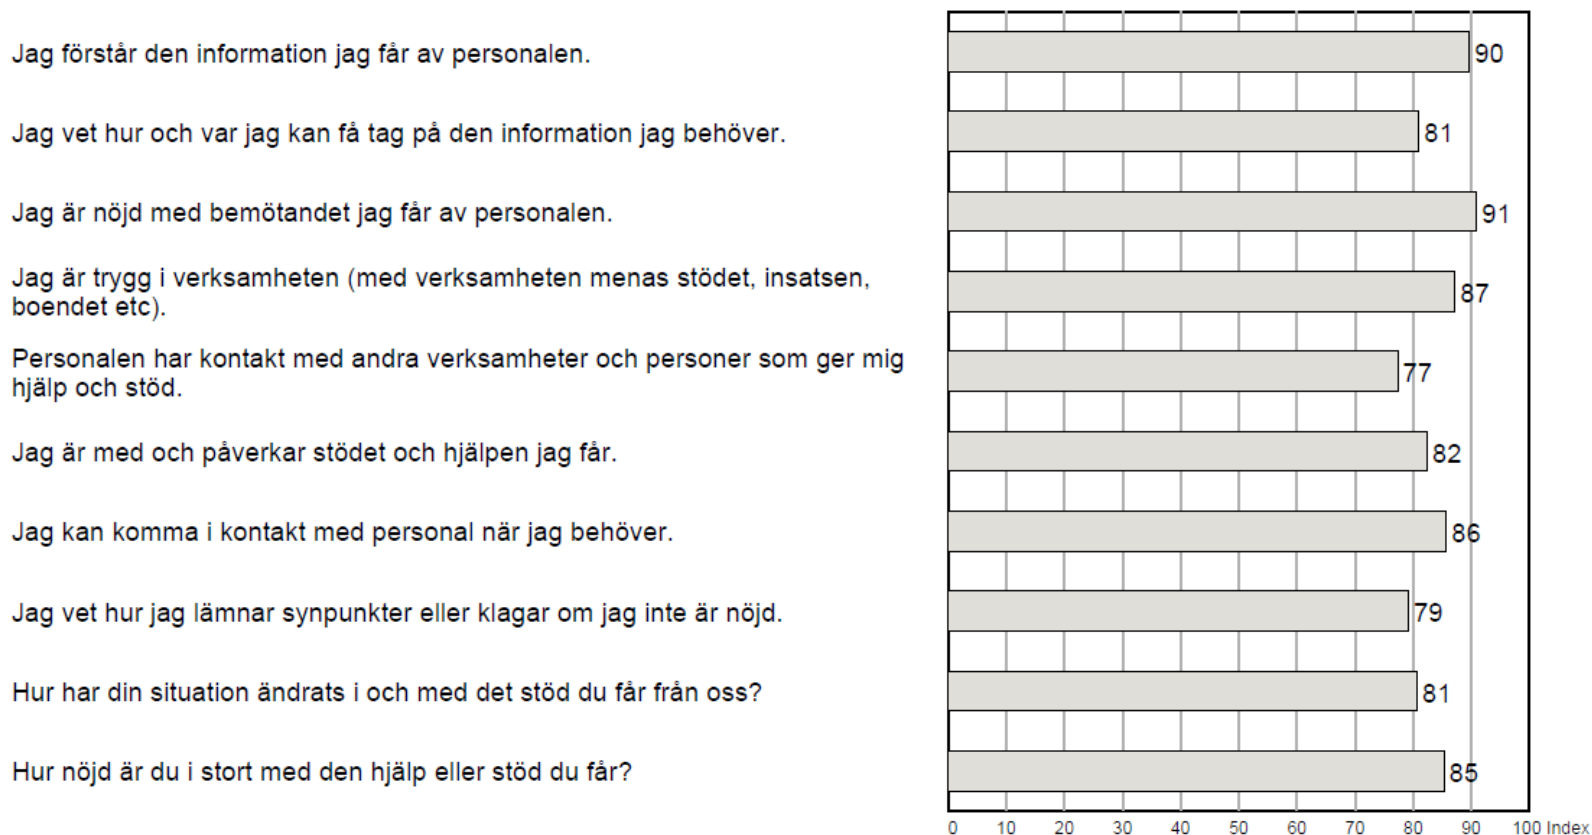 Jag förstår den information jag får av personalen.
90
Jag vet hur och var jag kan få tag på den information jag behöver.
81
Jag är nöjd med bemötandet jag får av personalen.
91
Jag är trygg i verksamheten (med verksamheten menas stödet, insatsen,
boendet etc).
87
Personalen har kontakt med andra verksamheter och personer som ger mig
hjälp och stöd.
77
Jag är med och påverkar stödet och hjälpen jag får.
82
Jag kan komma i kontakt med personal när jag behöver.
86
Jag vet hur jag lämnar synpunkter eller klagar om jag inte är nöjd.
79
Hur har din situation ändrats i och med det stöd du får från oss?
81
Hur nöjd är du i stort med den hjälp eller stöd du får?
85
0 10 20 30 40 50 60 70 80 90 100 Index